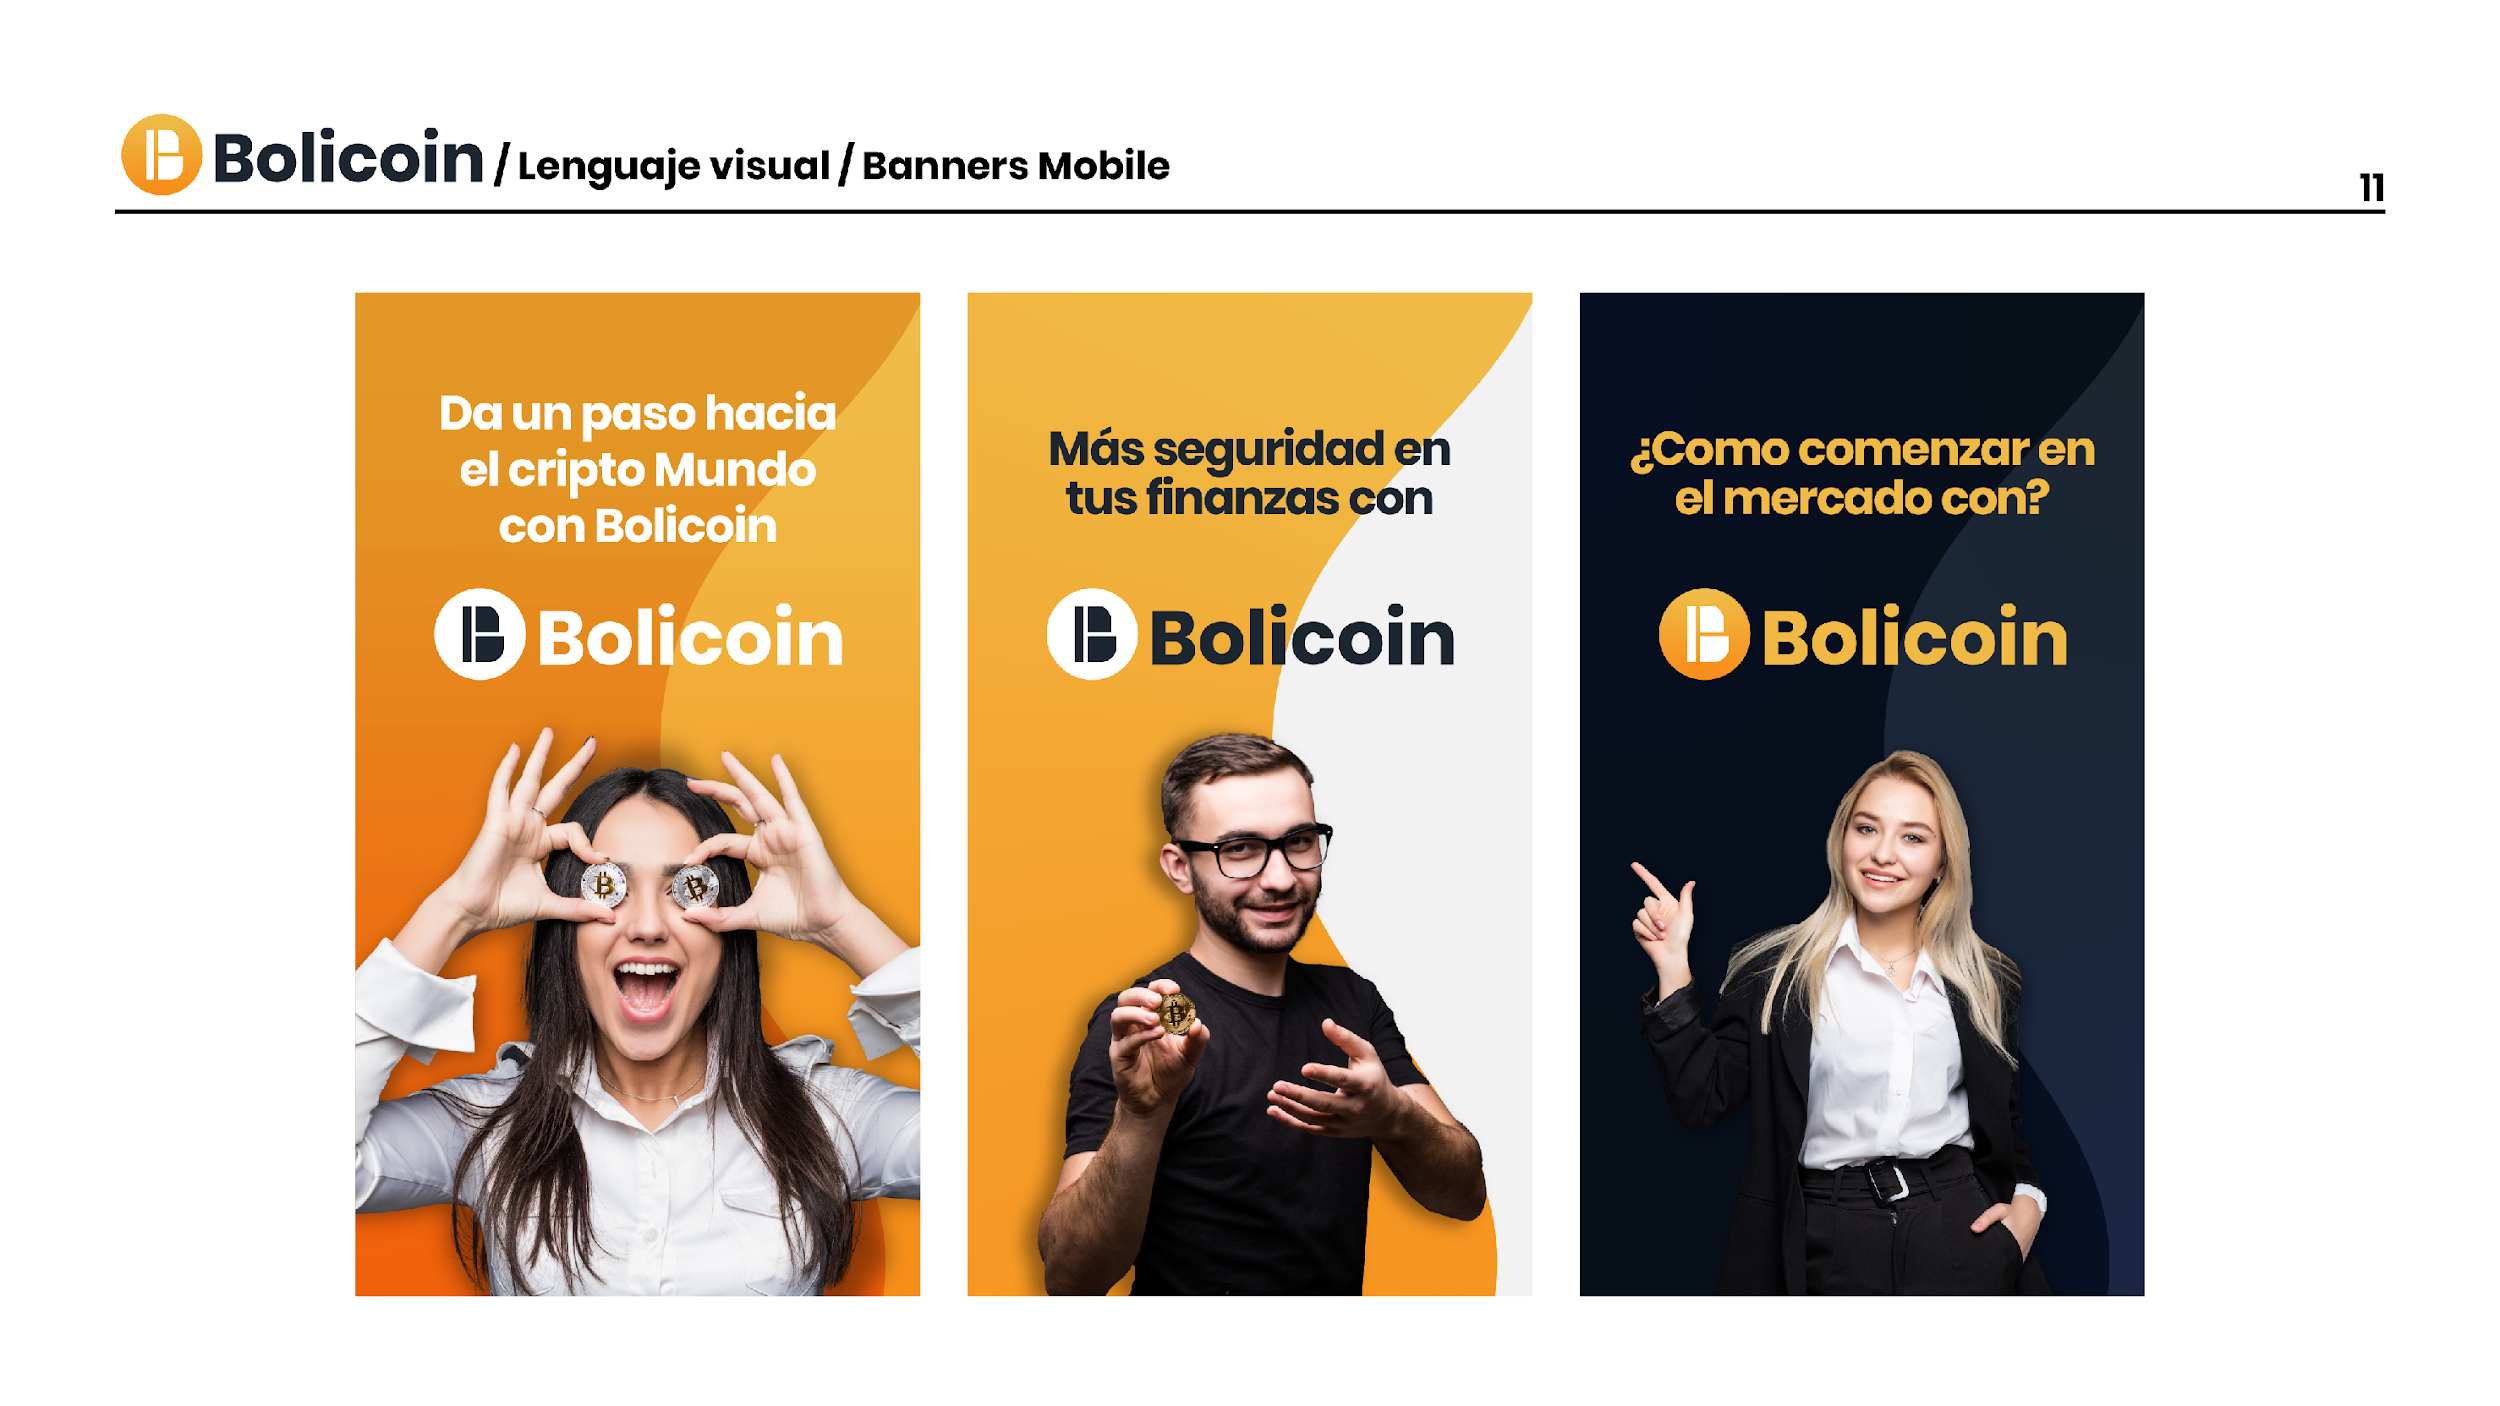 Bolicoin / Lenguaje visual / Banners Mobile
11
Da un paso hacia
el cripto Mundo
con Bolicoin
Bolicoin
Más seguridad en
tus finanzas con
Bolicoin
¿Como comenzar en
el mercado con?
Bolicoin